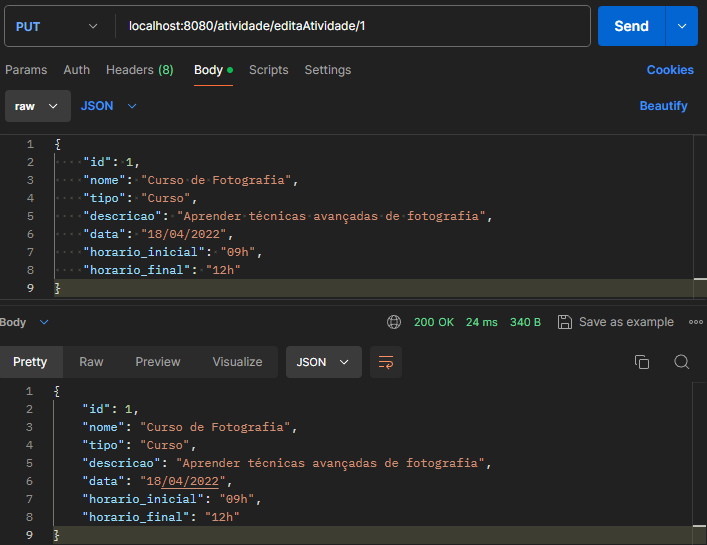 PUT localhost:8080/atividade/editaAtividade/1 Send
Params Auth Headers (8) Body Scripts Settings Cookies
raw JSON Beautify
1 {
2 "id": 1,
3 "nome": "Curso de Fotografia",
4 "tipo": "Curso",
5 "descricao": "Aprender técnicas avançadas de fotografia",
6 "data": "18/04/2022",
7 "horario_inicial": "09h",
8 "horario_final": "12h"
9 }
Body 200 OK 24 ms 340 B Save as example
Pretty Raw Preview Visualize JSON
1 {
2 "id": 1,
3 "nome": "Curso de Fotografia",
4 "tipo": "Curso",
5 "descricao": "Aprender técnicas avançadas de fotografia",
6 "data": "18/04/2022",
7 "horario_inicial": "09h",
8 "horario_final": "12h"
9 }